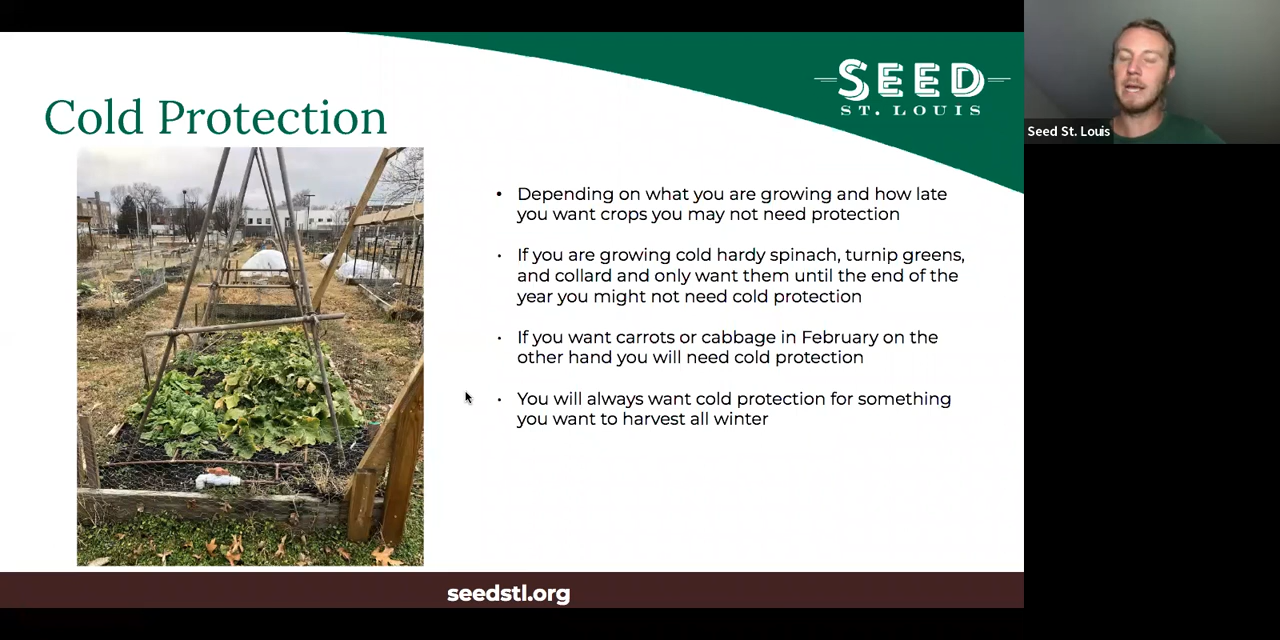 SEED
ST. LOUIS
Seed St. Louis
Cold Protection
• Depending on what you are growing and how late
you want crops you may not need protection
• If you are growing cold hardy spinach, turnip greens,
and collard and only want them until the end of the
year you might not need cold protection
• If you want carrots or cabbage in February on the
other hand you will need cold protection
• You will always want cold protection for something
you want to harvest all winter
seedstl.org